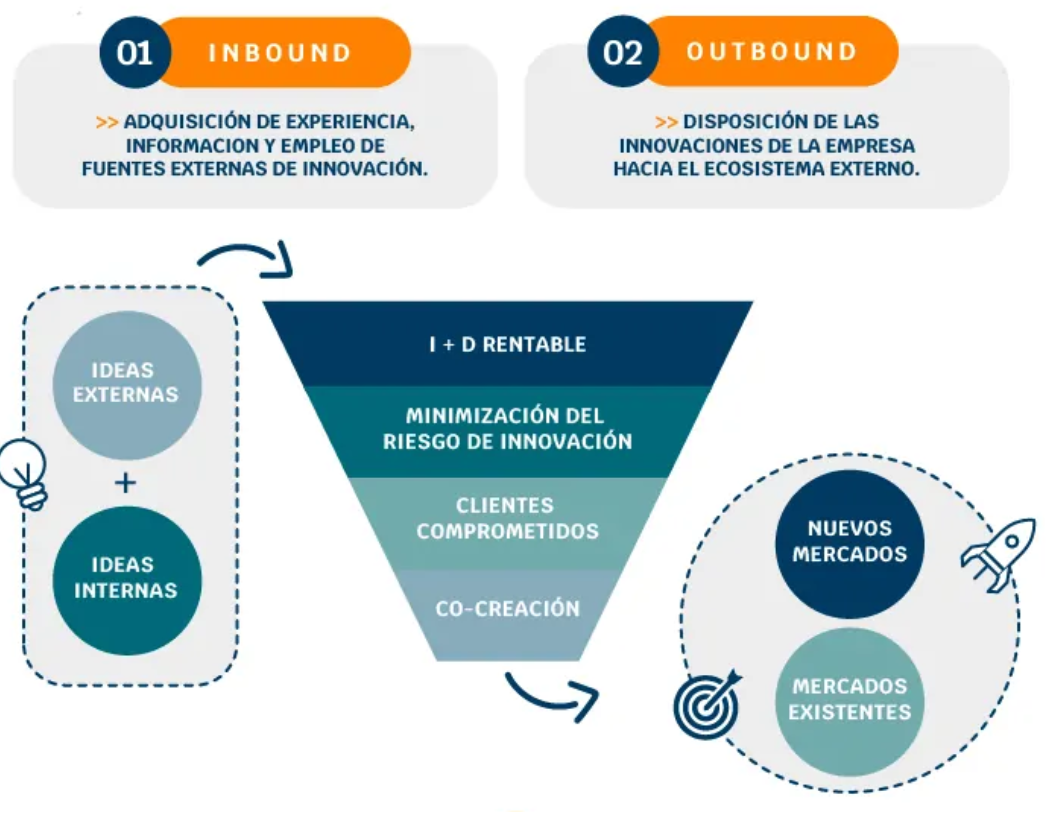 01 INBOUND
>> ADQUISICIÓN DE EXPERIENCIA,
INFORMACION Y EMPLEO DE
FUENTES EXTERNAS DE INNOVACIÓN.
02 OUTBOUND
>> DISPOSICIÓN DE LAS
INNOVACIONES DE LA EMPRESA
HACIA EL ECOSISTEMA EXTERNO.
IDEAS
EXTERNAS
+
IDEAS
INTERNAS
I + D RENTABLE
MINIMIZACIÓN DEL
RIESGO DE INNOVACIÓN
CLIENTES
COMPROMETIDOS
CO-CREACIÓN
NUEVOS
MERCADOS
MERCADOS
EXISTENTES